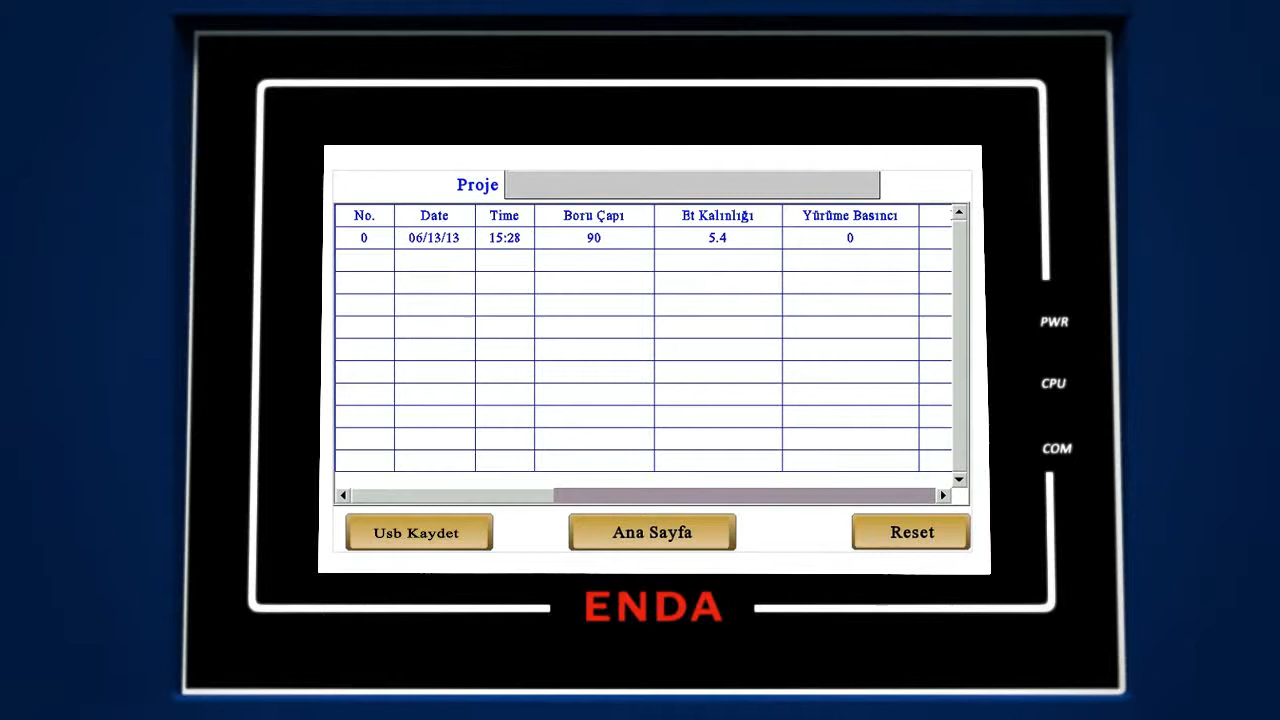 Proje
No. Date Time Boru Çapı Et Kalınlığı Yürüme Basıncı
0 06/13/13 15:28 90 5.4 0
Usb Kaydet Ana Sayfa Reset
PWR
CPU
COM
ENDA